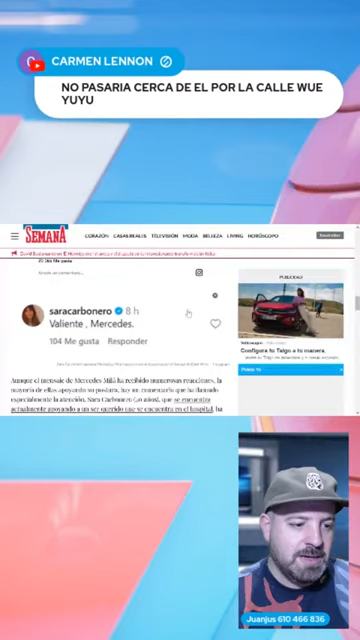 CARMEN LENNON
NO PASARIA CERCA DE EL POR LA CALLE WUE
YUYU
SEMANA
CORAZÓN CASAS REALES TELEVISIÓN MODA BELLEZA LIVING HORÓSCOPO
saracarbonero 8 h
Valiente , Mercedes.
104 Me gusta Responder
PUBLICIDAD
Configura tu Taigo a tu manera.
Aunque el mensaje de Mercedes Milá ha recibido numerosas reacciones, la
mayoría de ellas apoyando su postura, hay un comentario que ha llamado
especialmente la atención. Sara Carbonero (40 años), que se encuentra
actualmente apoyando a un ser querido que se encuentra en el hospital, ha
Juanjus 610 466 836